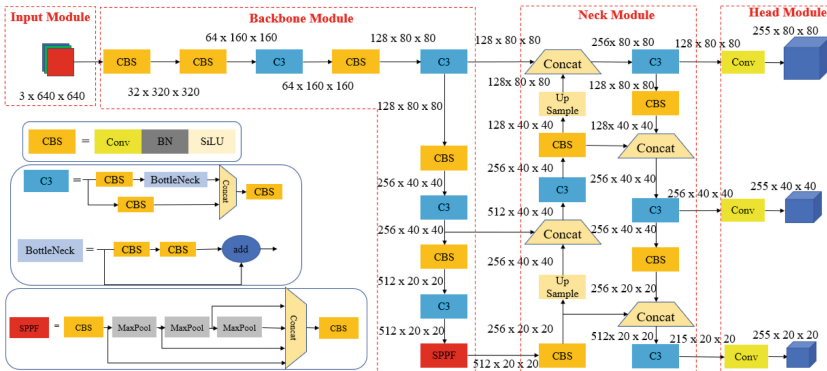 Input Module
Backbone Module
Neck Module
Head Module
3 x 640 x 640
CBS
32 x 320 x 320
CBS
64 x 160 x 160
C3
64 x 160 x 160
CBS
128 x 80 x 80
C3
128 x 80 x 80
128 x 80 x 80
CBS
256 x 40 x 40
C3
256 x 40 x 40
CBS
512 x 20 x 20
C3
512 x 20 x 20
SPPF
512 x 20 x 20
Concat
128x 80 x 80
Up
Sample
128 x 40 x 40
CBS
256 x 40 x 40
C3
512 x 40 x 40
Concat
256 x 40 x 40
Up
Sample
256 x 20 x 20
CBS
256x 80 x 80
C3
128 x 80 x 80
CBS
128x 40 x 40
Concat
256 x 40 x 40
C3
256 x 40 x 40
256 x 40 x 40
CBS
256 x 20 x 20
Concat
512x 20 x 20
C3
215 x 20 x 20
128 x 80 x 80
Conv
255 x 80 x 80
Conv
255 x 40 x 40
Conv
255 x 20 x 20
CBS = Conv BN SiLU
C3 = CBS BottleNeck Concat CBS
CBS
BottleNeck = CBS CBS add
SPPF = CBS MaxPool MaxPool MaxPool Concat CBS